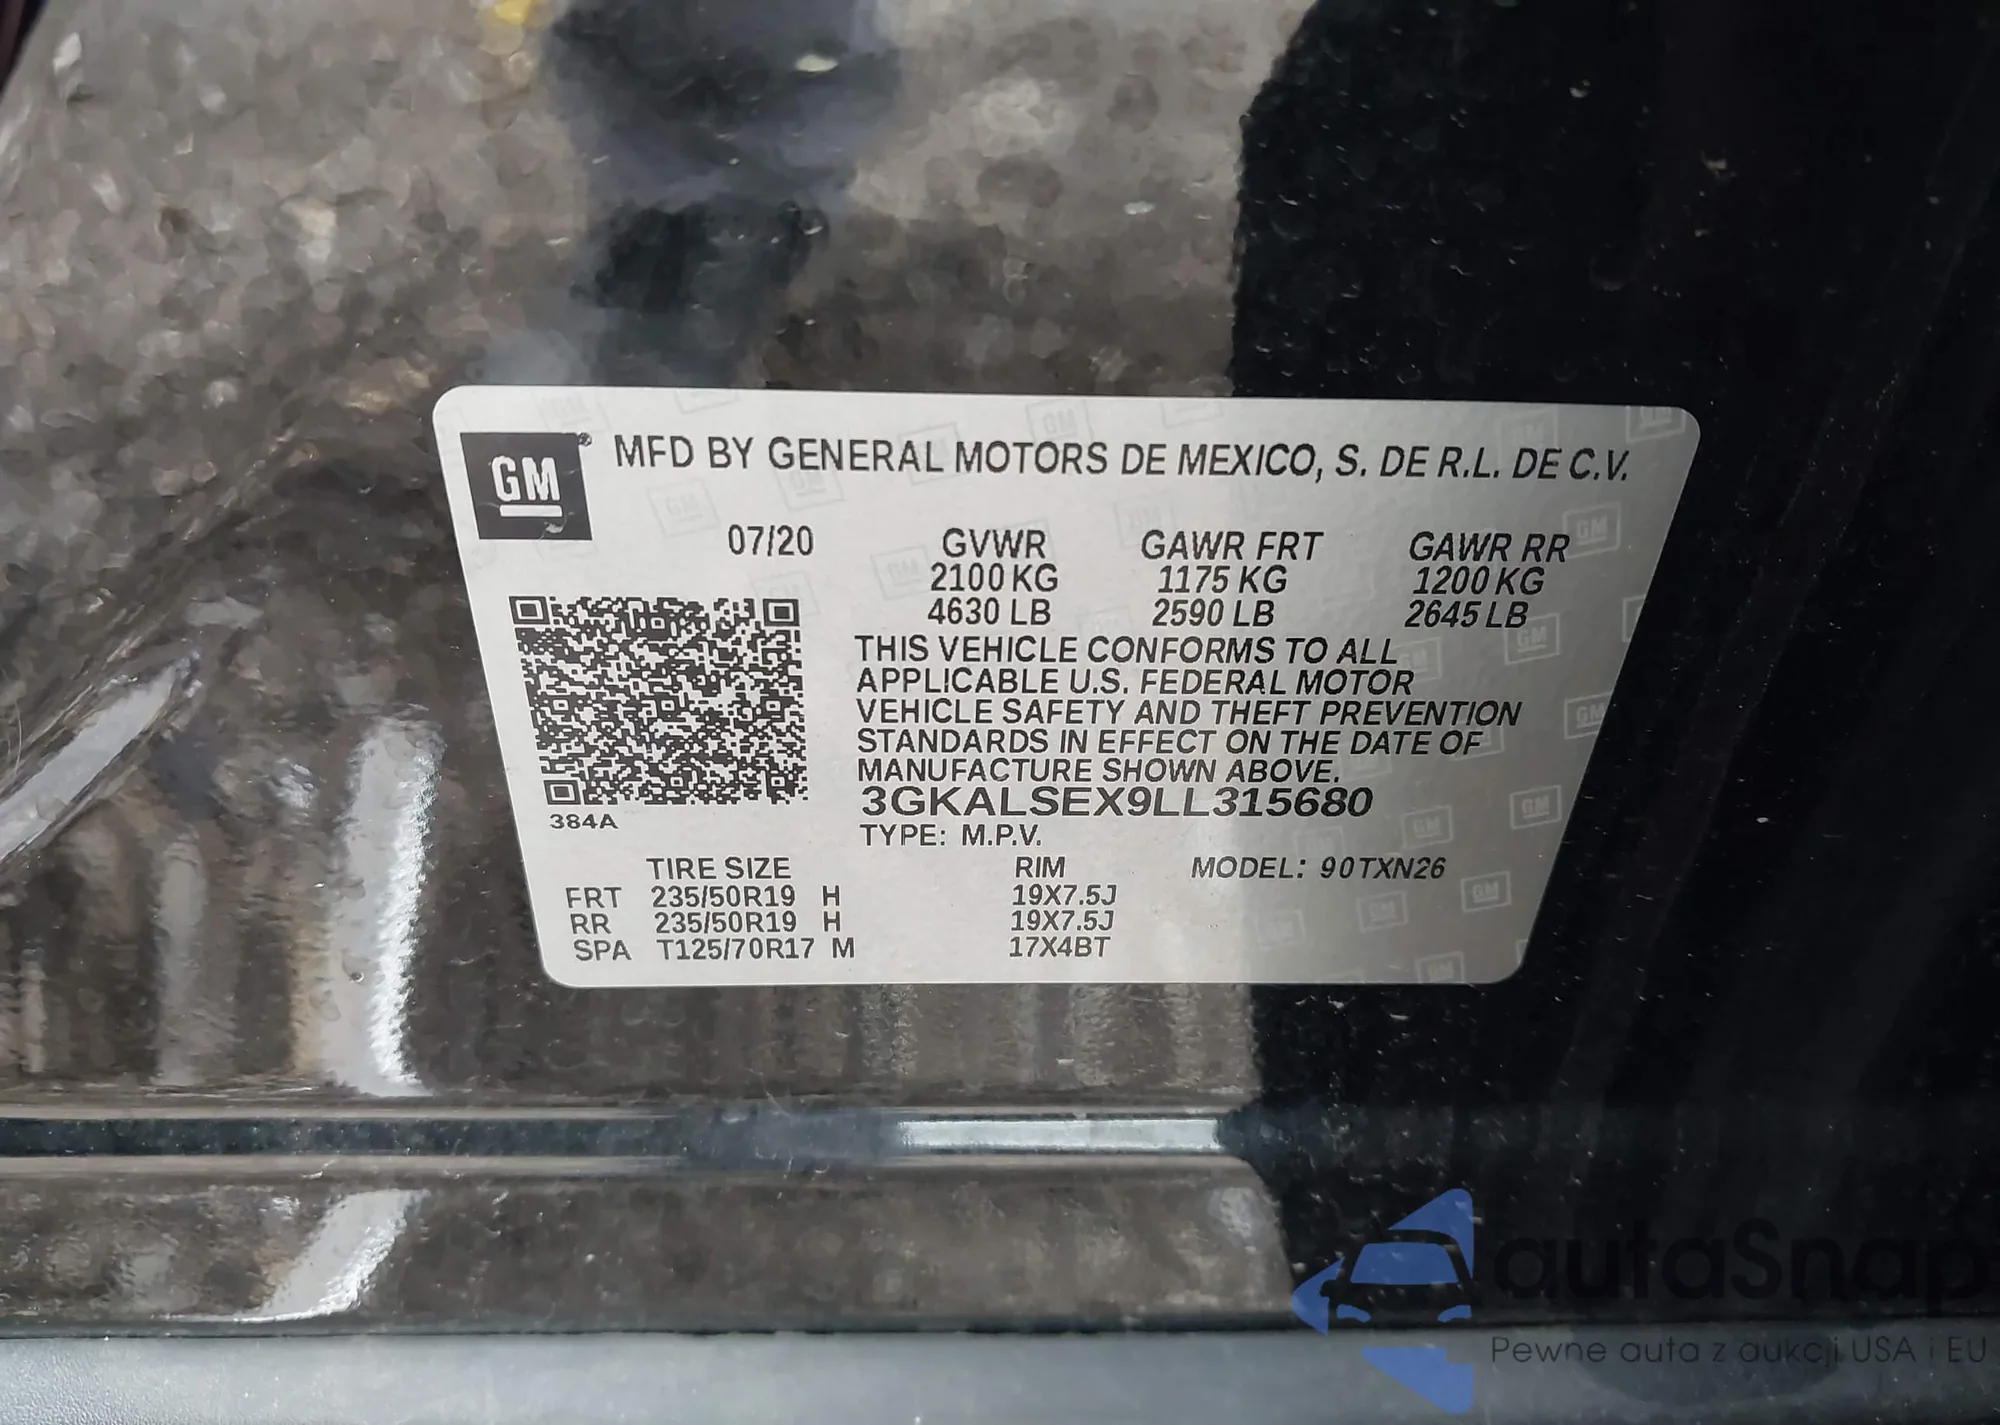 GM
MFD BY GENERAL MOTORS DE MEXICO, S. DE R.L. DE C.V.
07/20 GVWR GAWR FRT GAWR RR
2100 KG 1175 KG 1200 KG
4630 LB 2590 LB 2645 LB
THIS VEHICLE CONFORMS TO ALL
APPLICABLE U.S. FEDERAL MOTOR
VEHICLE SAFETY AND THEFT PREVENTION
STANDARDS IN EFFECT ON THE DATE OF
MANUFACTURE SHOWN ABOVE.
3GKALSEX9LL315680
384A
TYPE: M.P.V.
TIRE SIZE RIM MODEL: 90TXN26
FRT 235/50R19 H 19X7.5J
RR 235/50R19 H 19X7.5J
SPA T125/70R17 M 17X4BT
autaSnap
Pewne auta z aukcji USA i EU